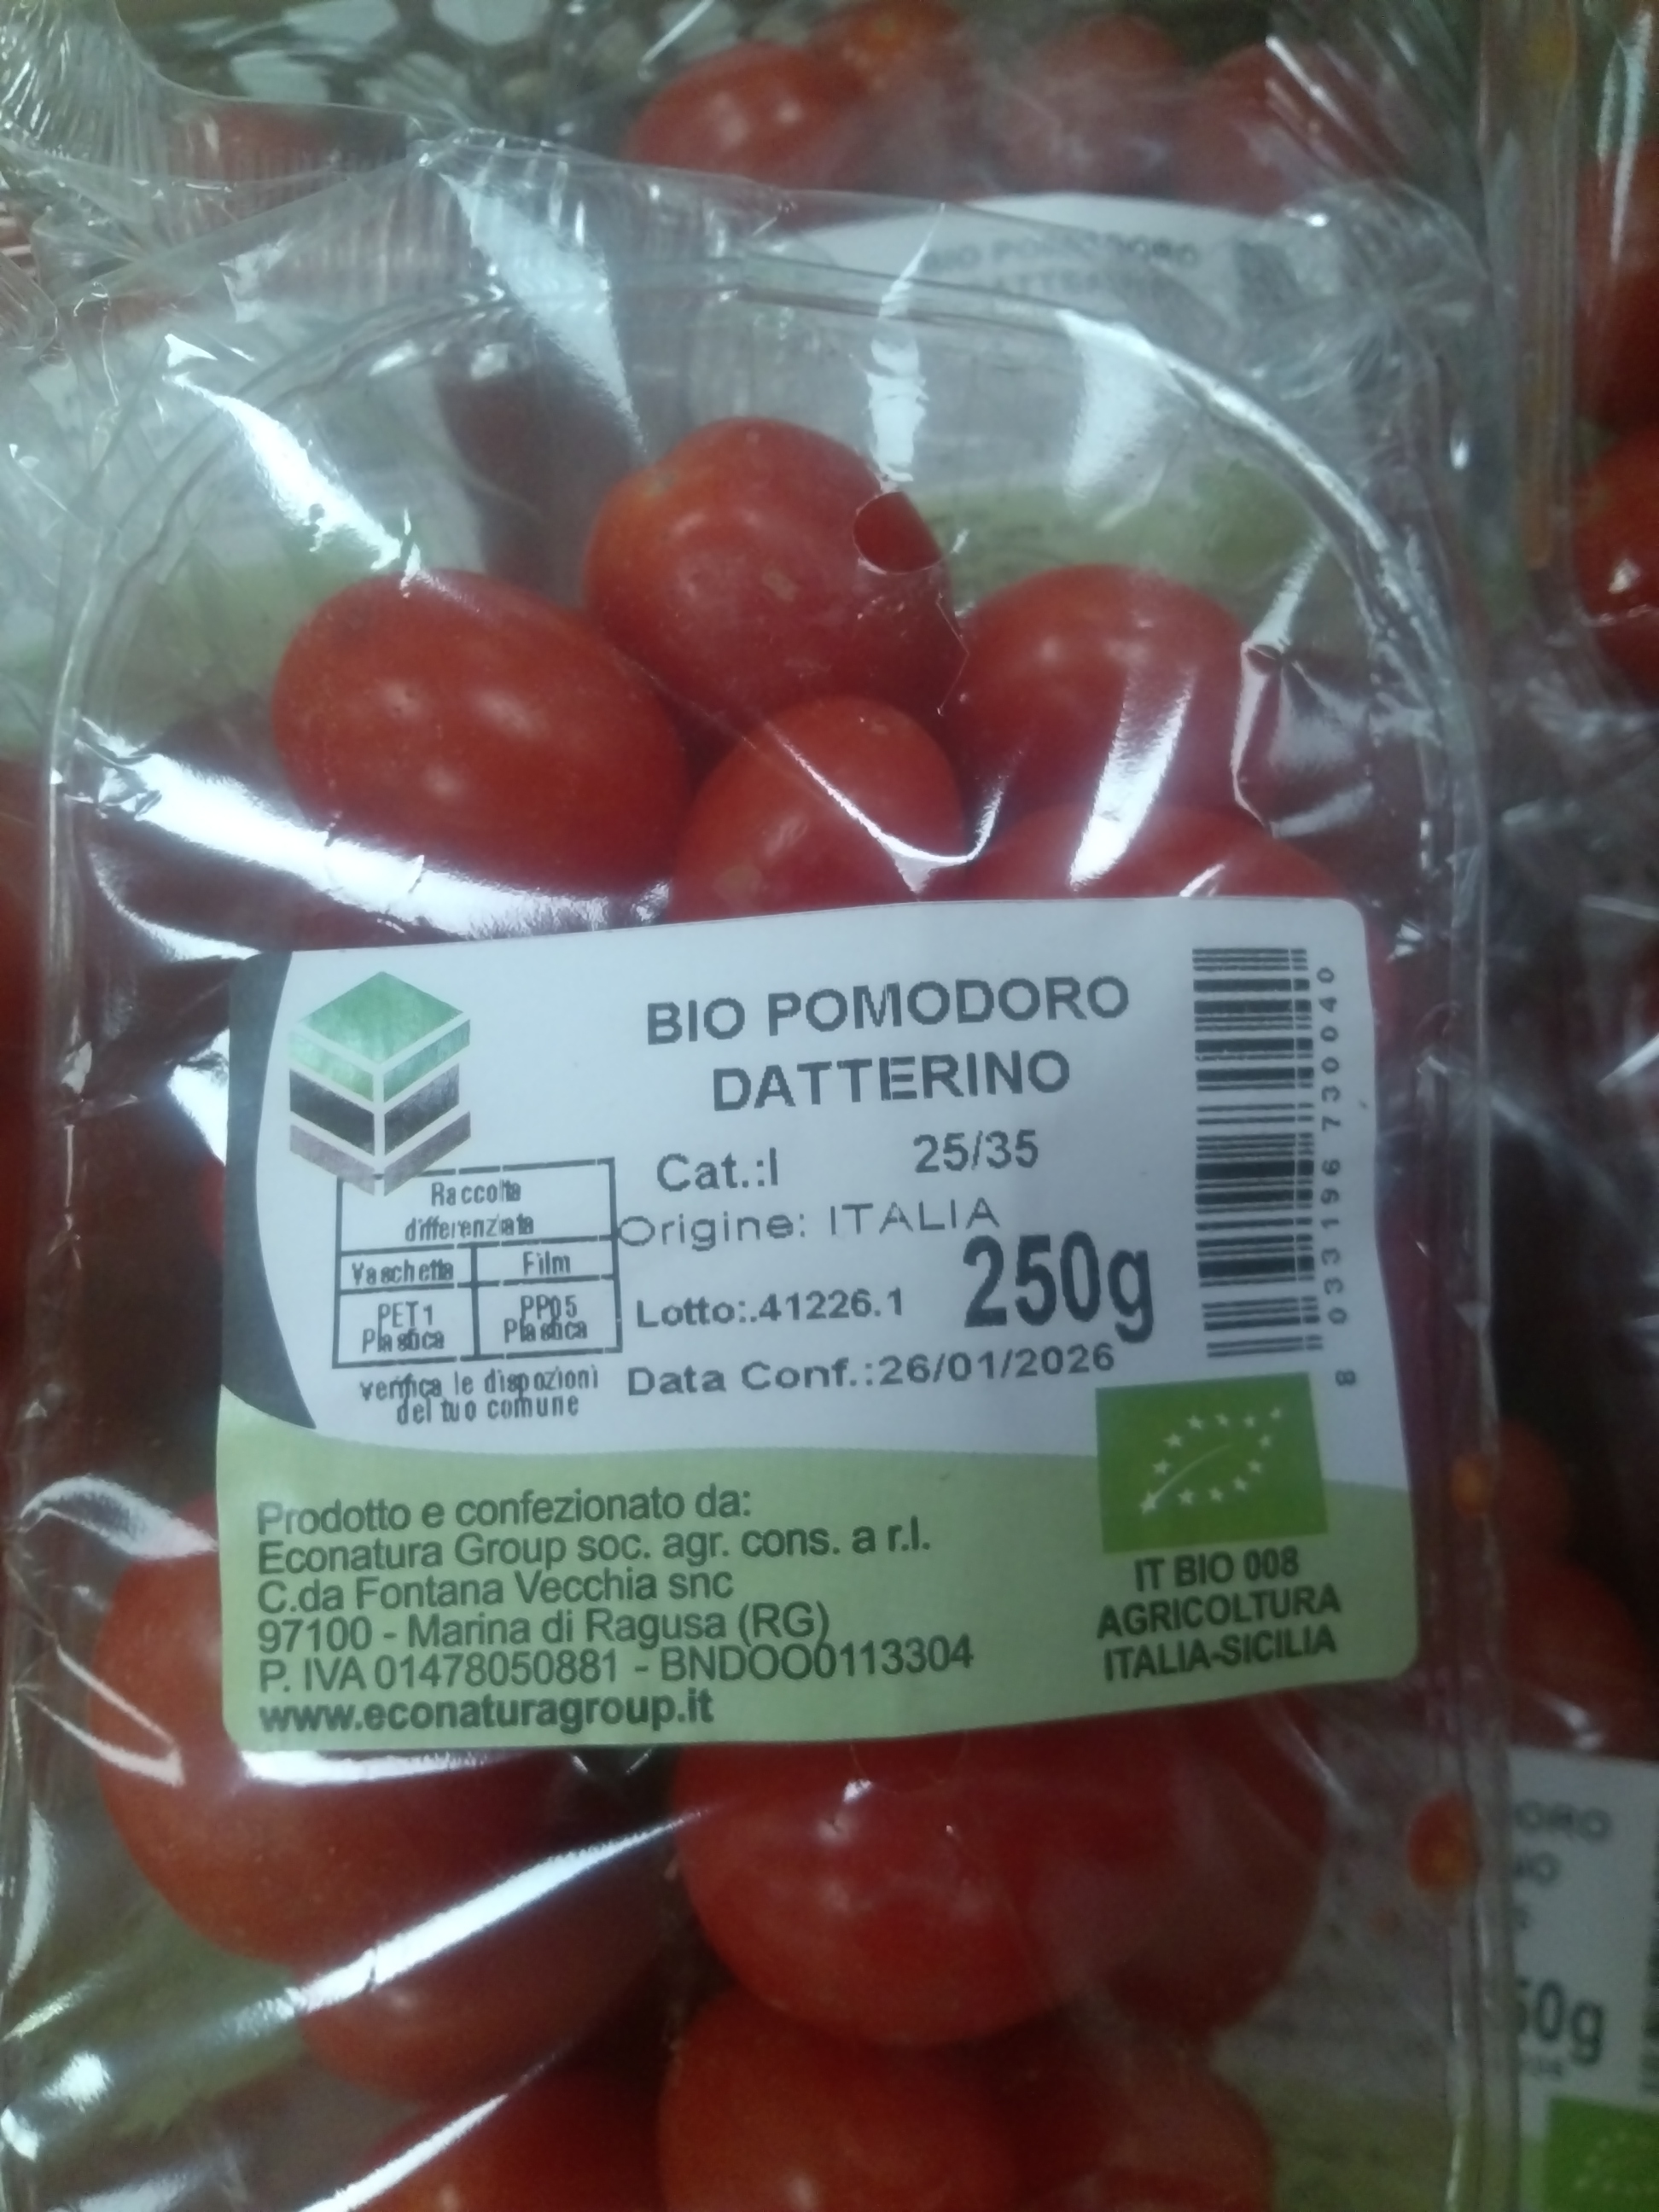 BIO POMODORO
DATTERINO
Cat.:I 25/35
Origine: ITALIA
250g
Lotto:.41226.1
Data Conf.:26/01/2026
Raccolta
differenziata
Vaschetta Film
PET1 PP05
Plastica Plastica
verifica le dispozioni
del tuo comune
8 033196 730040
Prodotto e confezionato da:
Econatura Group soc. agr. cons. a r.l.
C.da Fontana Vecchia snc
97100 - Marina di Ragusa (RG)
P. IVA 01478050881 - BNDOO0113304
www.econaturagroup.it
IT BIO 008
AGRICOLTURA
ITALIA-SICILIA